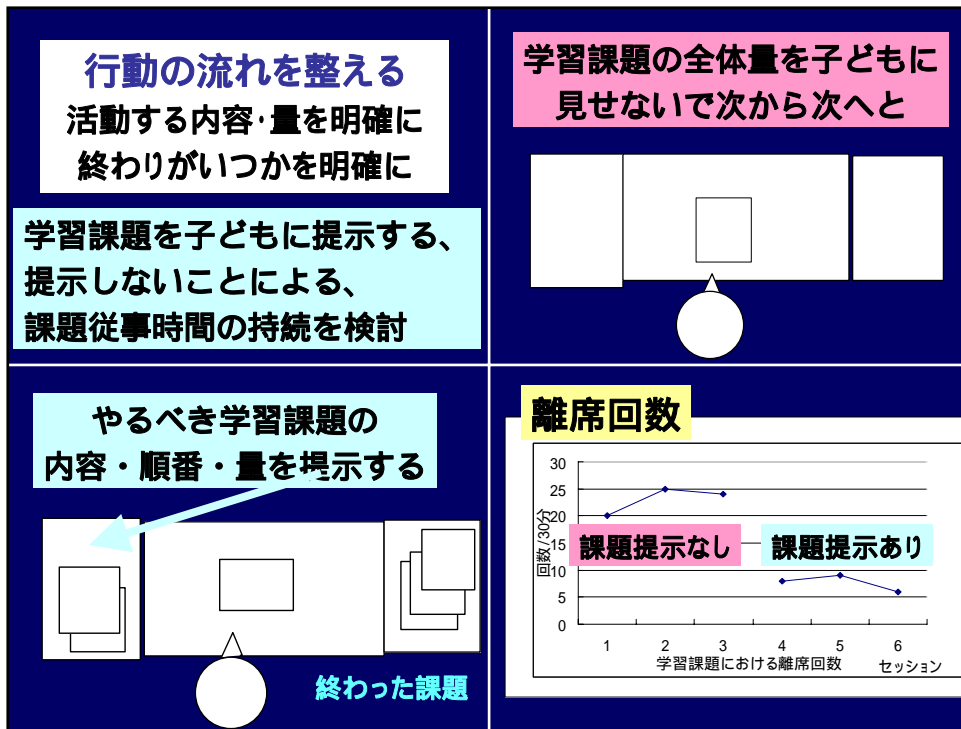 行動の流れを整える
活動する内容・量を明確に
終わりがいつかを明確に
学習課題を子どもに提示する、
提示しないことによる、
課題従事時間の持続を検討
学習課題の全体量を子どもに
見せないで次から次へと
やるべき学習課題の
内容・順番・量を提示する
終わった課題
離席回数
30
25
20
15
10
5
0
回数/30分
課題提示なし
課題提示あり
1 2 3 4 5 6
学習課題における離席回数
セッション